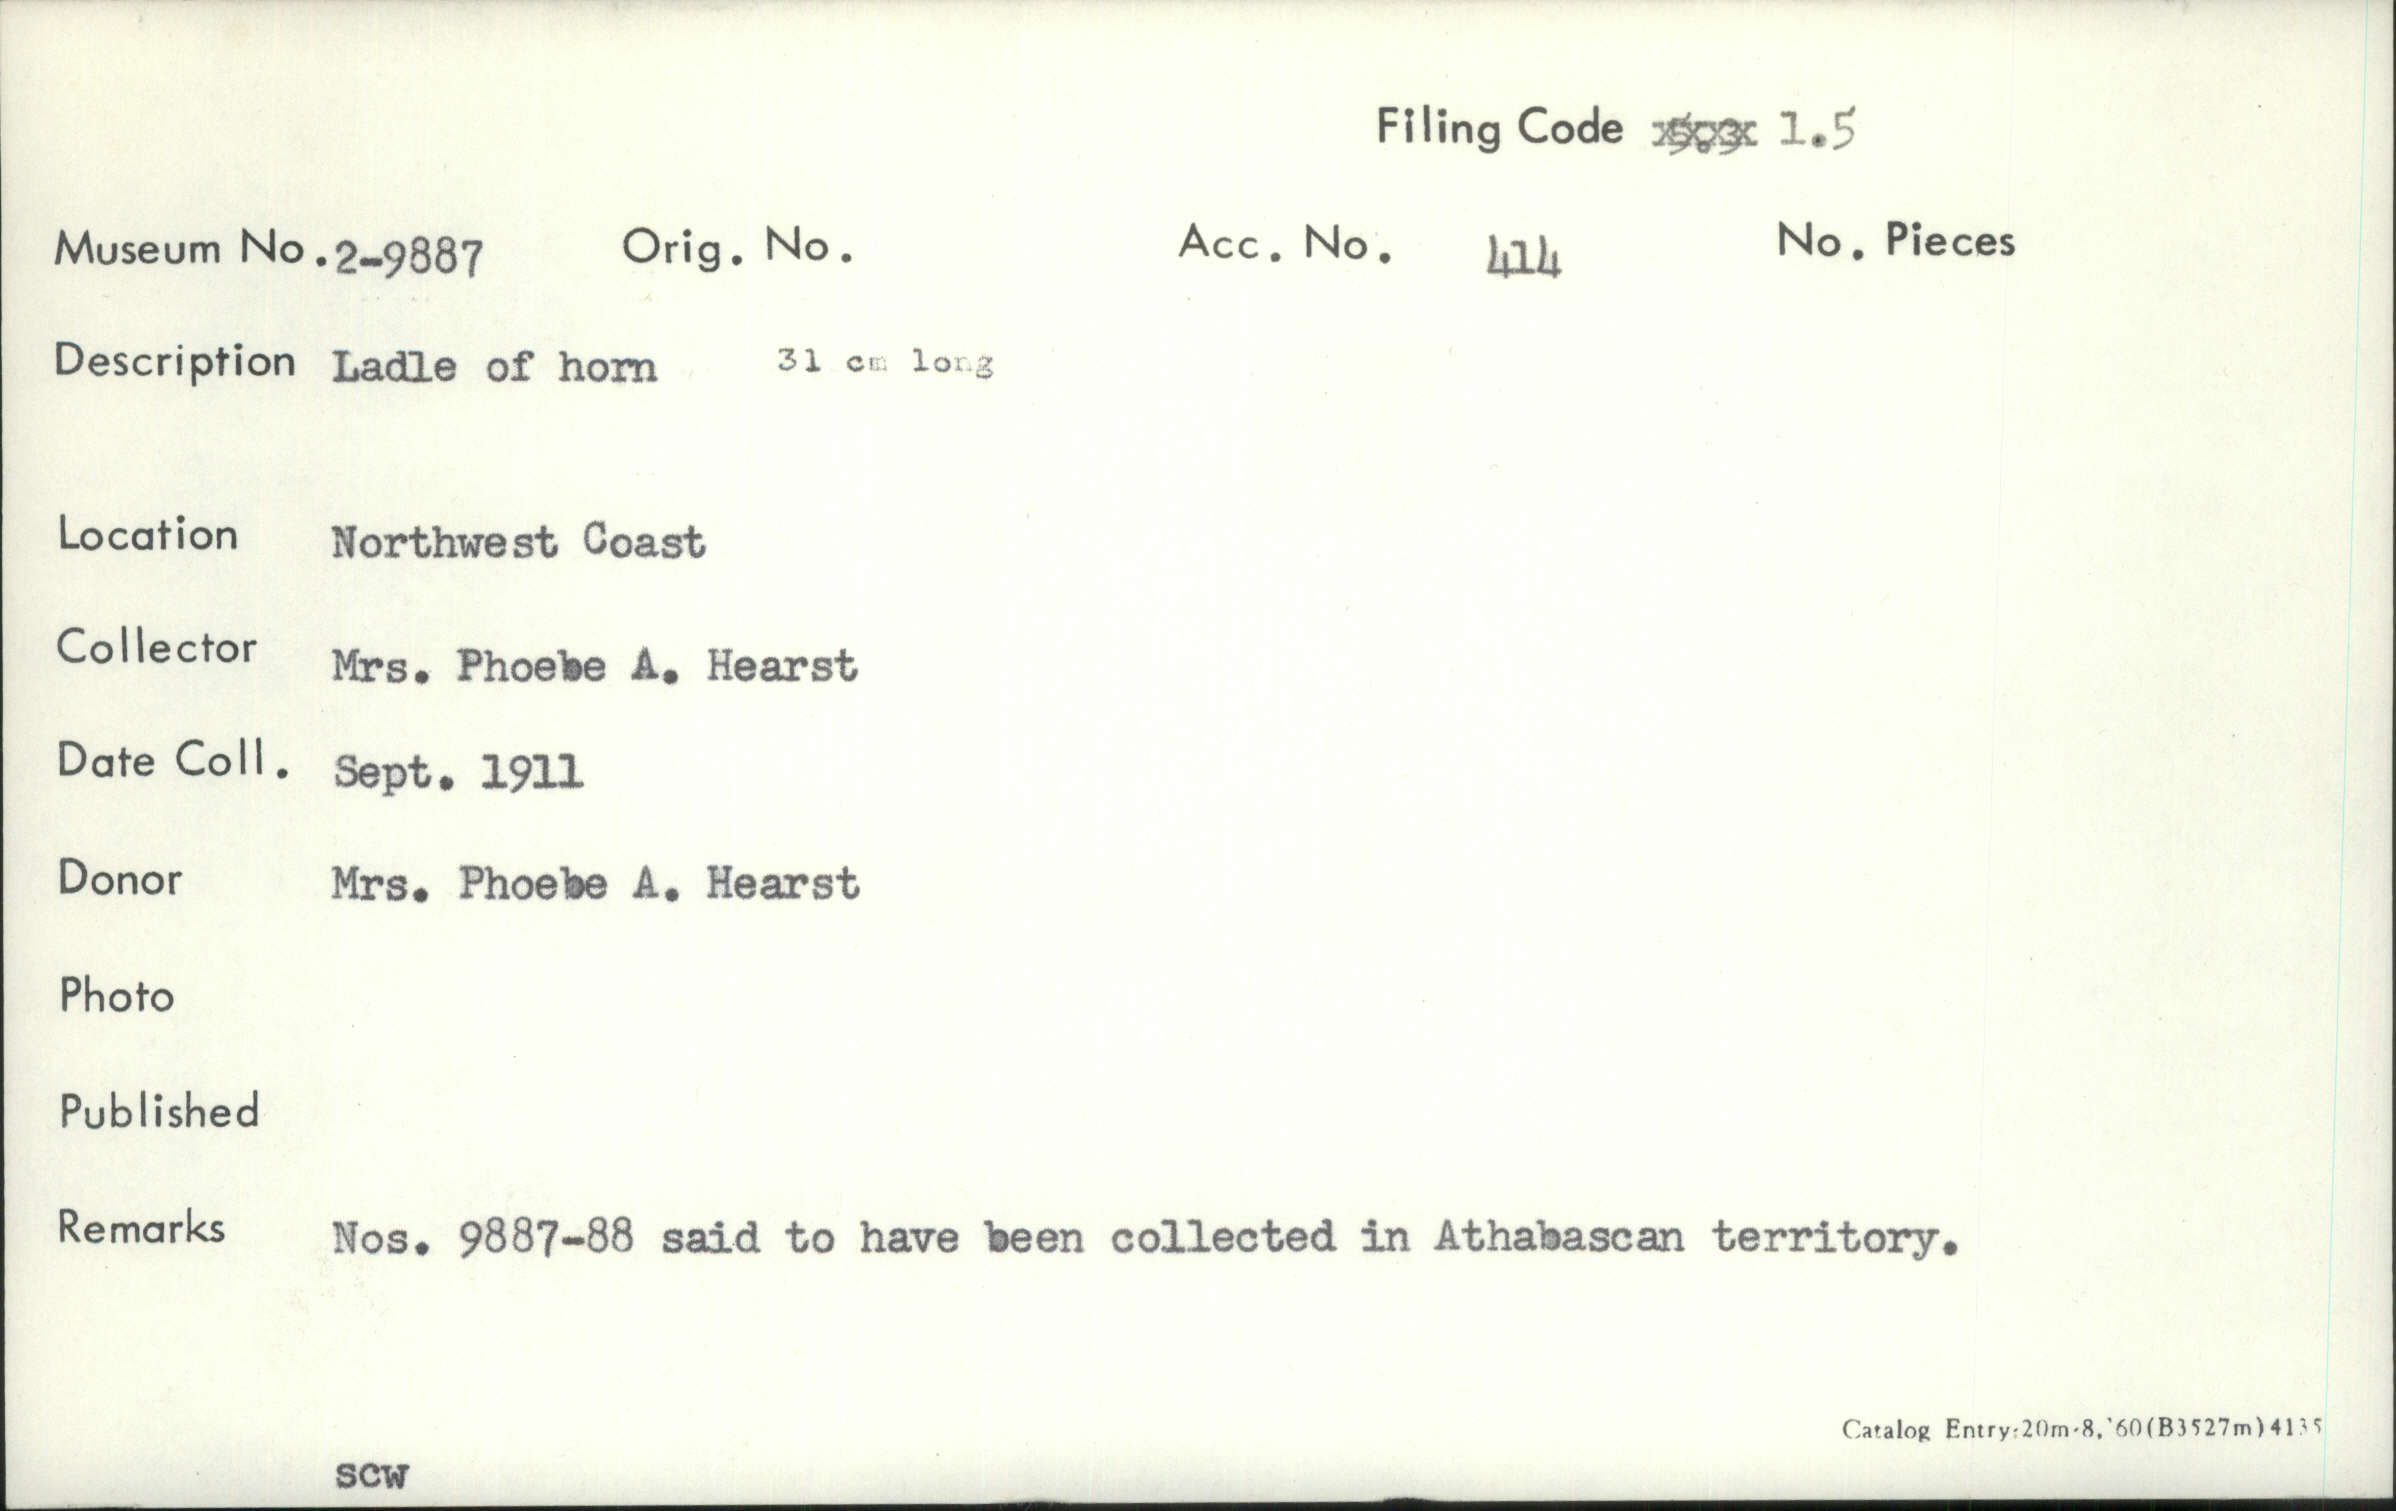 Filing Code 5.3 1.5
Museum No. 2-9887 Orig. No. Acc. No. 414 No. Pieces
Description Ladle of horn 31 cm long
Location Northwest Coast
Collector Mrs. Phoebe A. Hearst
Date Coll. Sept. 1911
Donor Mrs. Phoebe A. Hearst
Photo
Published
Remarks Nos. 9887-88 said to have been collected in Athabascan territory.
Catalog Entry:20m-8,'60(B3527m)4135
SCW